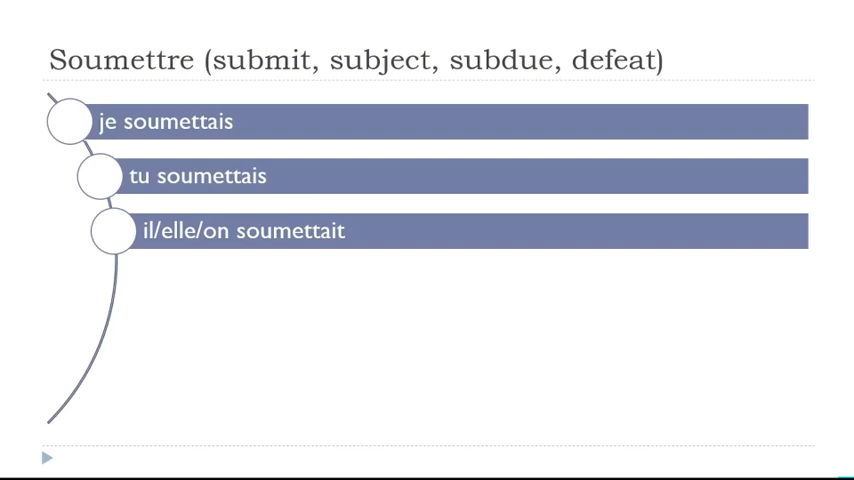 Soumettre (submit, subject, subdue, defeat)
je soumettais
tu soumettais
il/elle/on soumettait